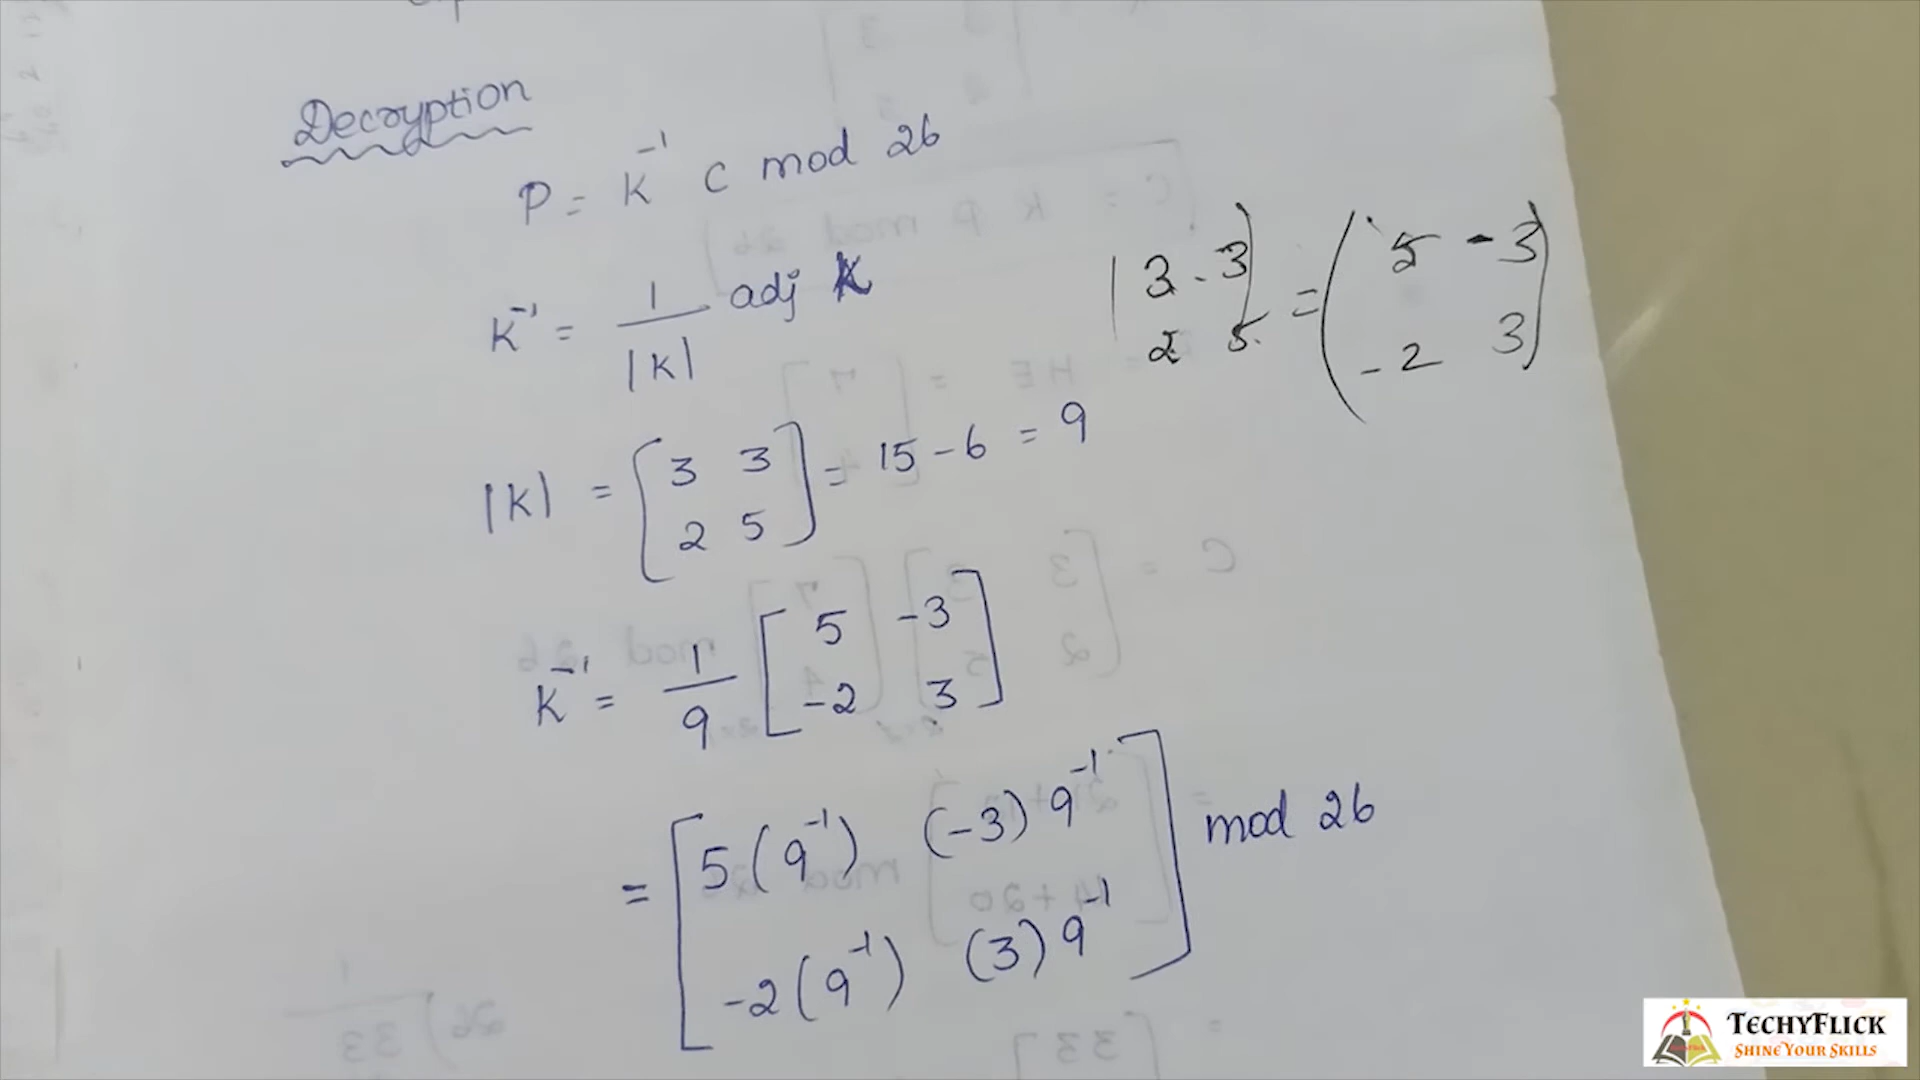 Decryption
P = K⁻¹ C mod 26
K⁻¹ = 1/|K| adj K
|3 -3) = (5 -3
2 5 -2 3)
|K| = [3 3
2 5] = 15 - 6 = 9
K⁻¹ = 1/9 [5 -3
-2 3]
= [5(9⁻¹) (-3)9⁻¹
-2(9⁻¹) (3)9⁻¹] mod 26
TECHYFLICK
SHINE YOUR SKILLS